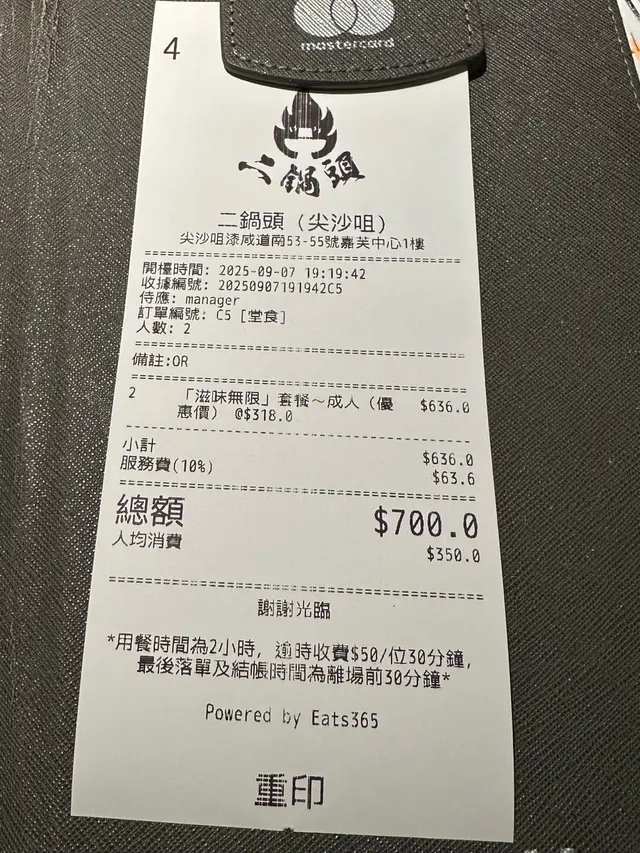 mastercard
4
二鍋頭
二鍋頭 (尖沙咀)
尖沙咀漆咸道南53-55號嘉芙中心1樓
開檯時間: 2025-09-07 19:19:42
收據編號: 20250907191942C5
侍應: manager
訂單編號: C5 [堂食]
人數: 2
備註:OR
2 「滋味無限」套餐～成人 (優 $636.0
惠價) @$318.0
小計 $636.0
服務費(10%) $63.6
總額 $700.0
人均消費 $350.0
謝謝光臨
*用餐時間為2小時, 逾時收費$50/位30分鐘,
最後落單及結帳時間為離場前30分鐘*
Powered by Eats365
重印